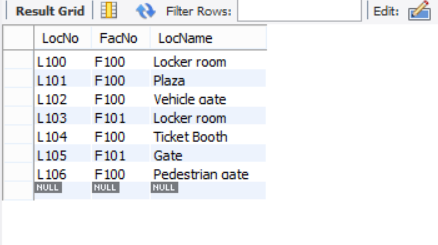 Result Grid Filter Rows: Edit:
LocNo FacNo LocName
L100 F100 Locker room
L101 F100 Plaza
L102 F100 Vehicle gate
L103 F101 Locker room
L104 F100 Ticket Booth
L105 F101 Gate
L106 F100 Pedestrian gate
NULL NULL NULL